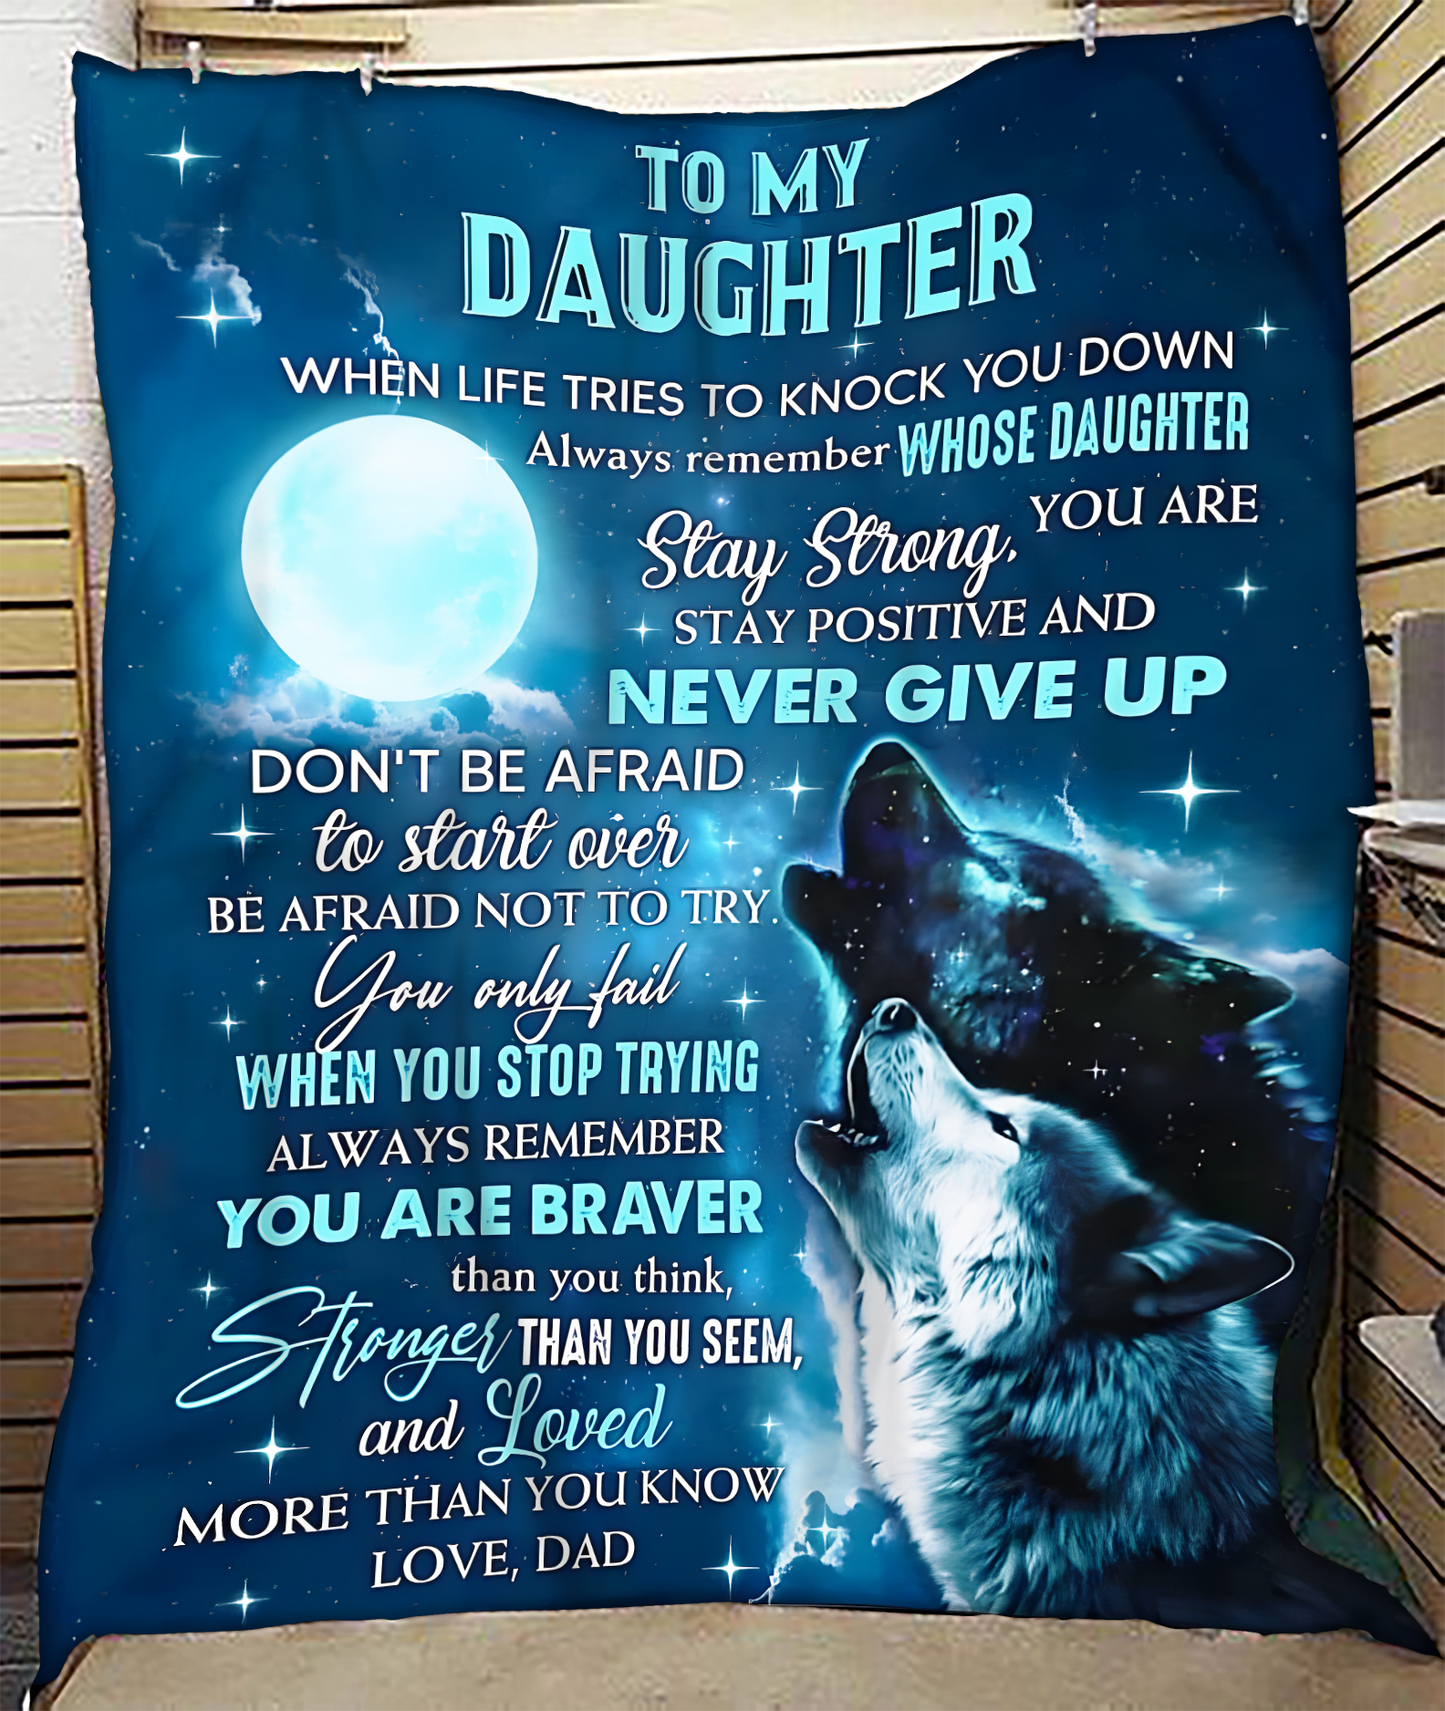 TO MY
DAUGHTER
WHEN LIFE TRIES TO KNOCK YOU DOWN
Always remember WHOSE DAUGHTER
YOU ARE
Stay Strong,
STAY POSITIVE AND
NEVER GIVE UP
DON'T BE AFRAID
to start over
BE AFRAID NOT TO TRY.
You only fail
WHEN YOU STOP TRYING
ALWAYS REMEMBER
YOU ARE BRAVER
than you think,
Stronger THAN YOU SEEM,
and Loved
MORE THAN YOU KNOW
LOVE, DAD